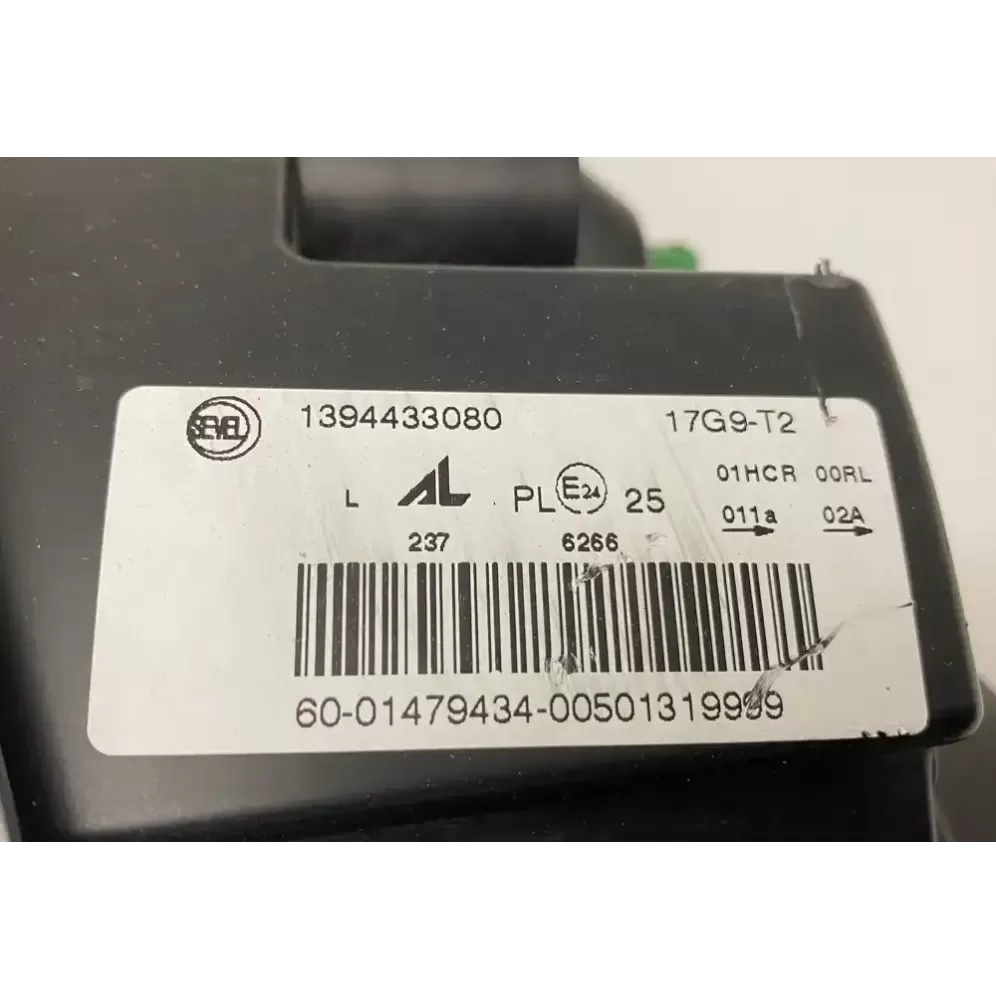 SEVEL 1394433080 17G9-T2
L AL PL E24 25 01HCR 00RL
237 6266 011a 02A
60-01479434-00501319999